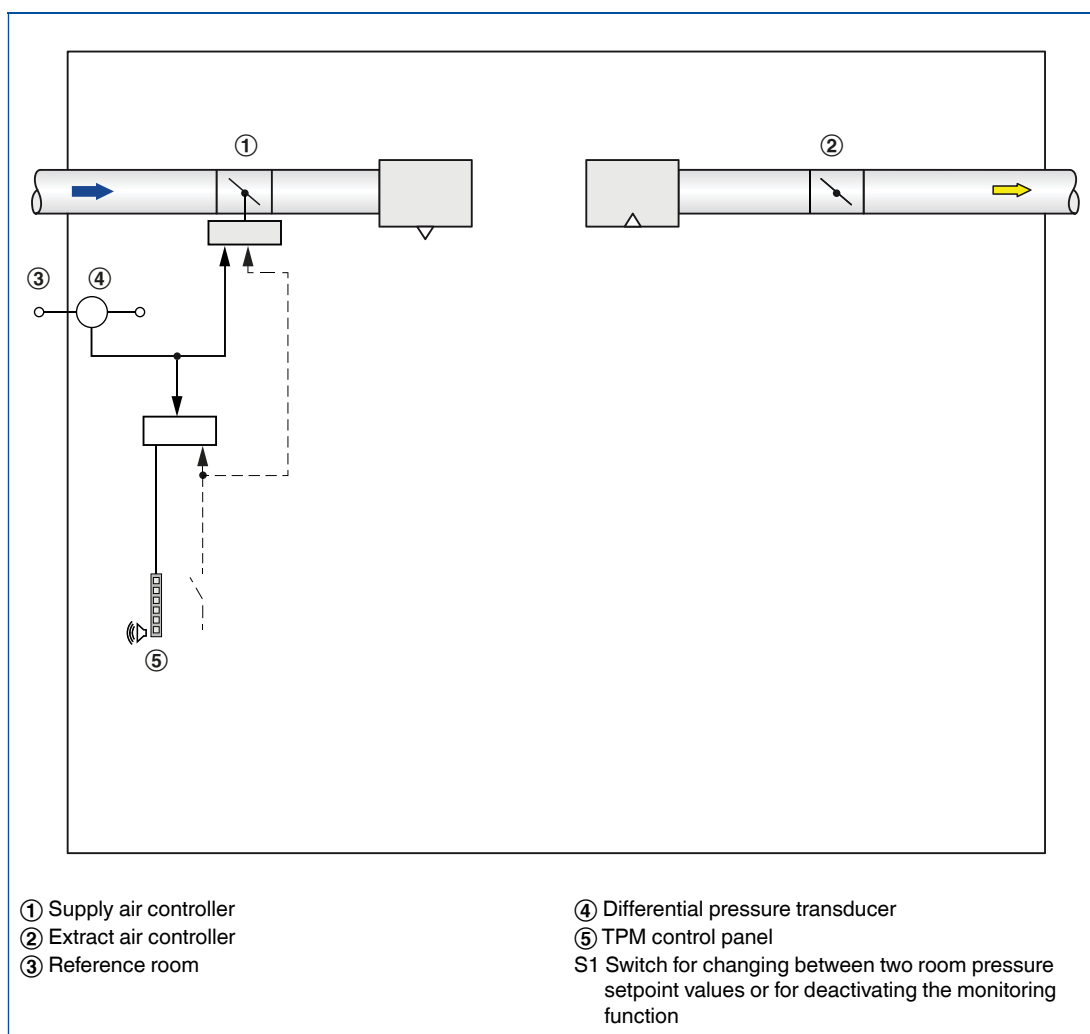 ①
②
③
④
⑤
① Supply air controller
② Extract air controller
③ Reference room
④ Differential pressure transducer
⑤ TPM control panel
S1 Switch for changing between two room pressure
setpoint values or for deactivating the monitoring
function